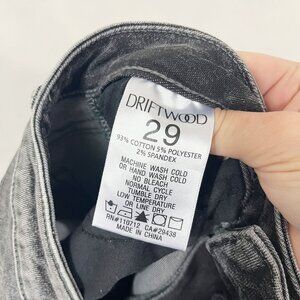 DRIFTWOOD
29
93% COTTON 5% POLYESTER
2% SPANDEX
MACHINE WASH COLD
OR HAND WASH COLD
NO BLEACH
NORMAL CYCLE
TUMBLE DRY
LOW TEMPERATURE
OR LINE DRY
RN#119712 CA#29438
MADE IN CHINA